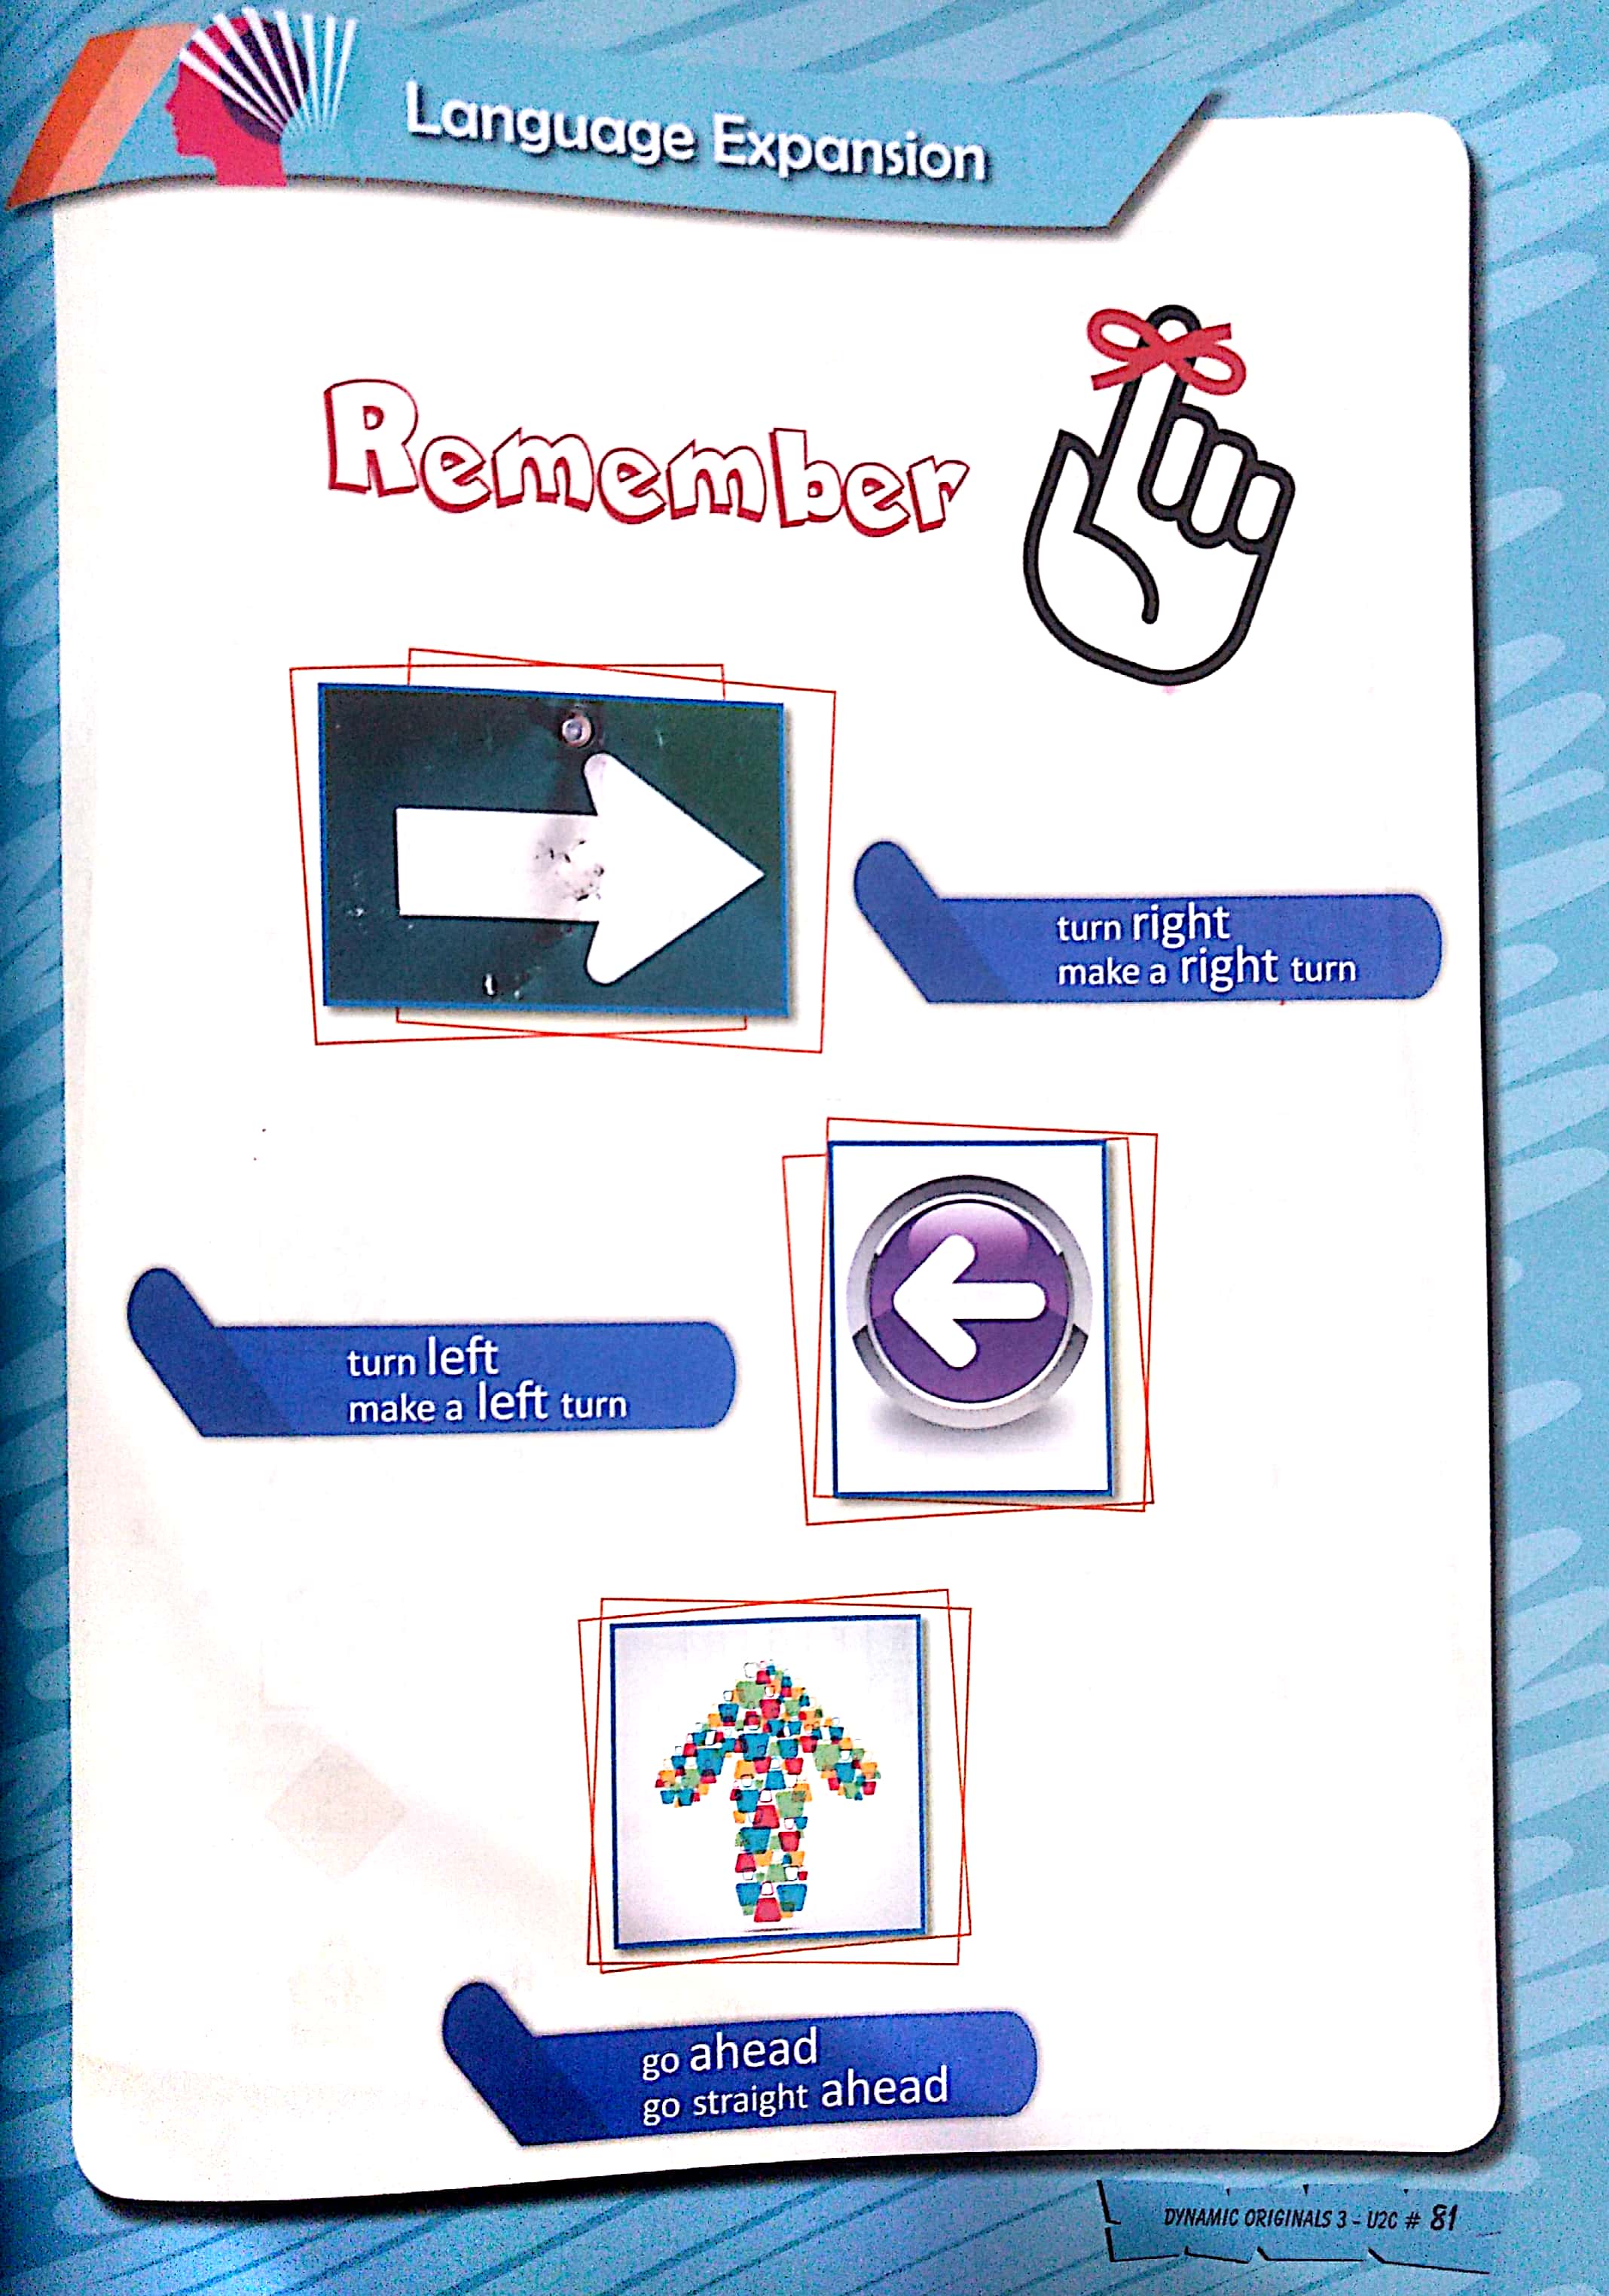 Language Expansion
Remember
turn right
make a right turn
turn left
make a left turn
go ahead
go straight ahead
DYNAMIC ORIGINALS 3 - U2C # 81